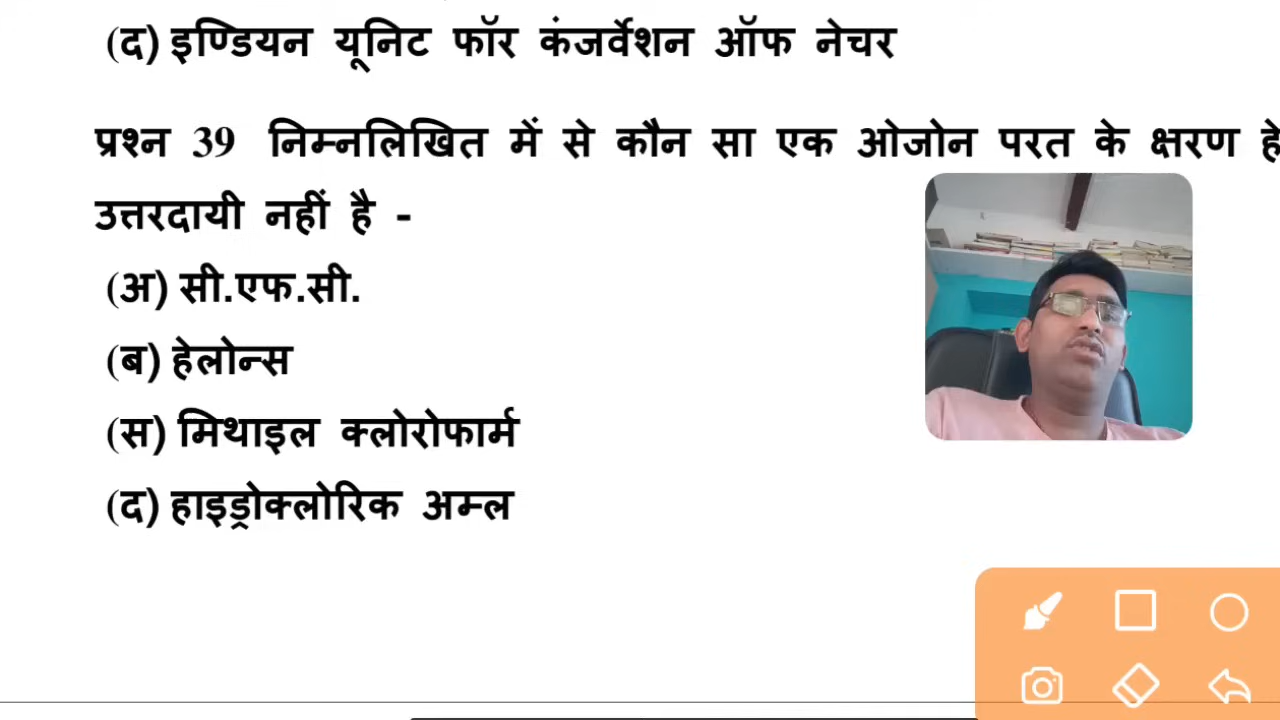 (द) इण्डियन यूनिट फॉर कंजर्वेशन ऑफ नेचर
प्रश्न 39 निम्नलिखित में से कौन सा एक ओजोन परत के क्षरण हे
उत्तरदायी नहीं है -
(अ) सी.एफ.सी.
(ब) हेलोन्स
(स) मिथाइल क्लोरोफार्म
(द) हाइड्रोक्लोरिक अम्ल